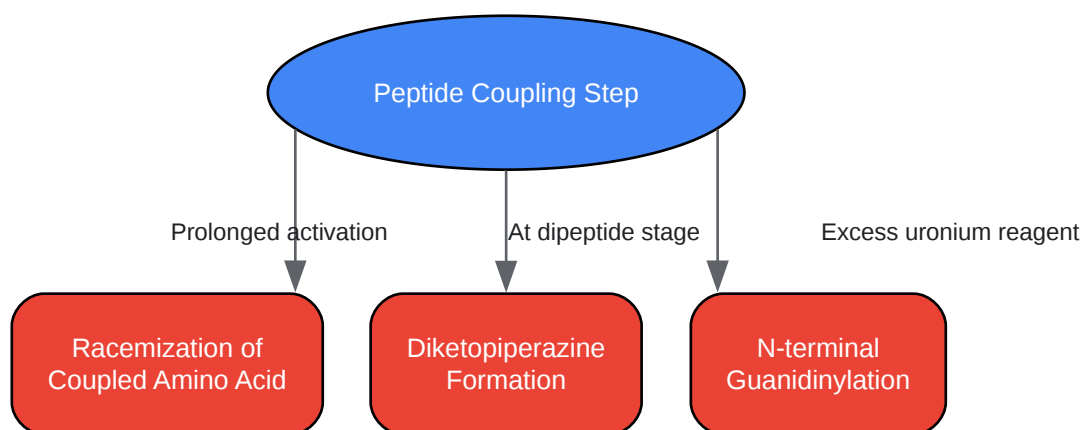 Peptide Coupling Step
Prolonged activation
At dipeptide stage
Excess uronium reagent
Racemization of
Coupled Amino Acid
Diketopiperazine
Formation
N-terminal
Guanidinylation